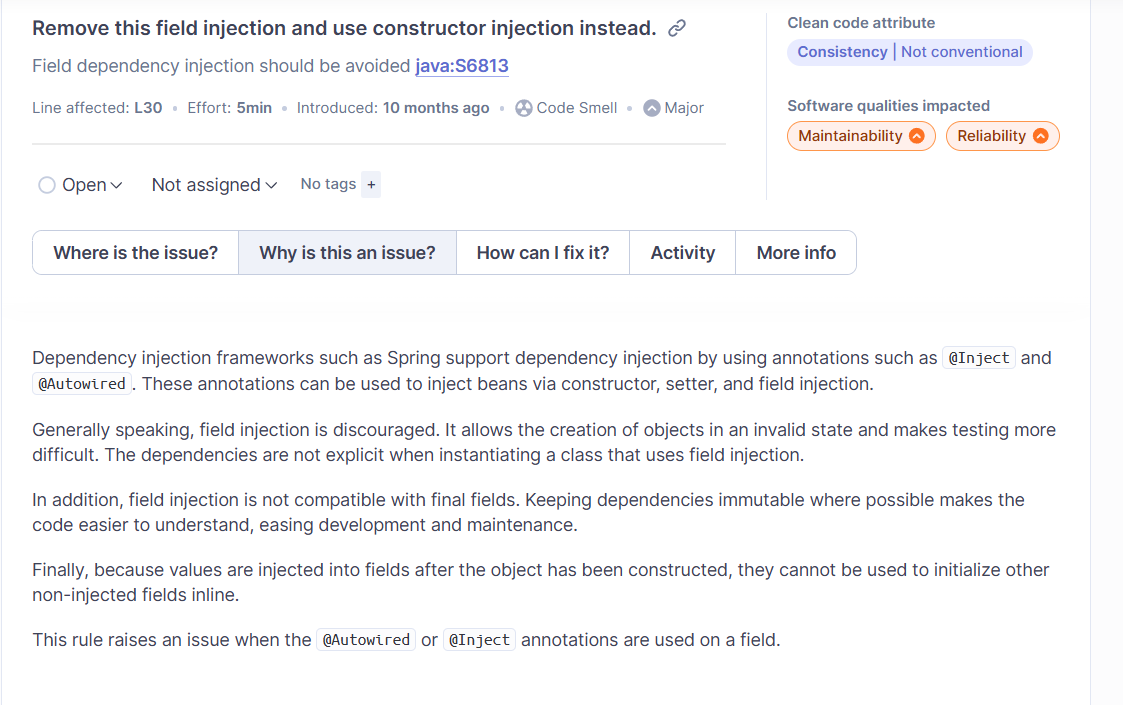 Remove this field injection and use constructor injection instead.
Field dependency injection should be avoided java:S6813
Line affected: L30 • Effort: 5min • Introduced: 10 months ago • Code Smell • Major
Clean code attribute
Consistency | Not conventional
Software qualities impacted
Maintainability
Reliability
Open
Not assigned
No tags +
Where is the issue?
Why is this an issue?
How can I fix it?
Activity
More info
Dependency injection frameworks such as Spring support dependency injection by using annotations such as @Inject and
@Autowired. These annotations can be used to inject beans via constructor, setter, and field injection.
Generally speaking, field injection is discouraged. It allows the creation of objects in an invalid state and makes testing more
difficult. The dependencies are not explicit when instantiating a class that uses field injection.
In addition, field injection is not compatible with final fields. Keeping dependencies immutable where possible makes the
code easier to understand, easing development and maintenance.
Finally, because values are injected into fields after the object has been constructed, they cannot be used to initialize other
non-injected fields inline.
This rule raises an issue when the @Autowired or @Inject annotations are used on a field.